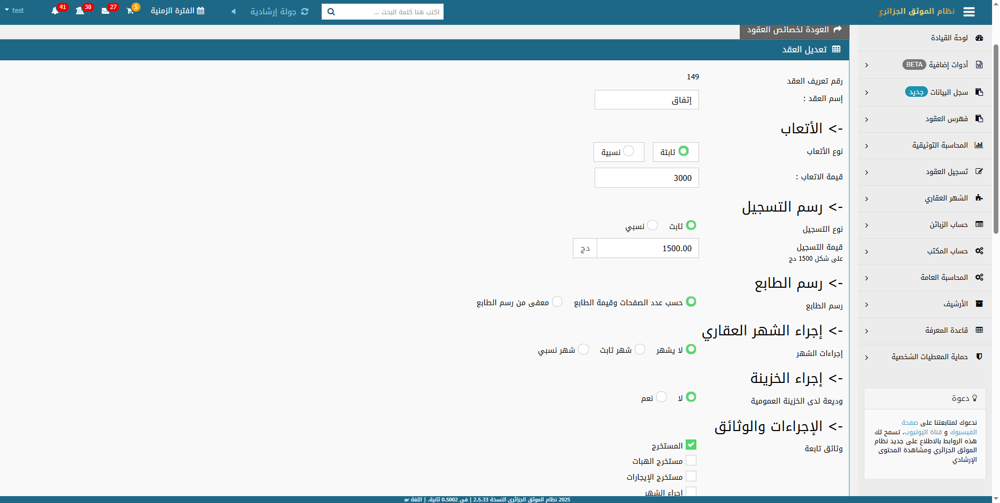 نظام الموثق الجزائري
اكتب هنا كلمة البحث ...
جولة إرشادية
الفترة الزمنية
5
27
30
41
test
لوحة القيادة
أدوات إضافية BETA
سجل البيانات جديد
فهرس العقود
المحاسبة التوثيقية
تسجيل العقود
الشهر العقاري
حساب الزبائن
حساب المكتب
المحاسبة العامة
الأرشيف
قاعدة المعرفة
حماية المعطيات الشخصية
دعوة
ندعوك لمتابعتنا على صفحة
الفيسبوك و قناة اليوتيوب. تسمح لك
هذه الروابط بالاطلاع على جديد نظام
الموثق الجزائري ومشاهدة المحتوى
الإرشادي
العودة لخصائص العقود
تعديل العقد
رقم تعريف العقد 149
إسم العقد : إتفاق
-> الأتعاب
نوع الأتعاب ثابتة نسبية
قيمة الاتعاب : 3000
-> رسم التسجيل
نوع التسجيل ثابت نسبي
قيمة التسجيل 1500.00 دج
على شكل 1500 دج
-> رسم الطابع
رسم الطابع حسب عدد الصفحات وقيمة الطابع معفى من رسم الطابع
-> إجراء الشهر العقاري
إجراءات الشهر لا يشهر شهر ثابث شهر نسبي
-> إجراء الخزينة
وديعة لدى الخزينة العمومية لا نعم
-> الإجراءات والوثائق
وثائق تابعة المستخرج
مستخرج الهبات
مستخرج الإيجارات
إجراء الشهر
2025 نظام الموثق الجزائري النسخة 2.5.33 | في 0.5002 ثانية. | اللغة ar